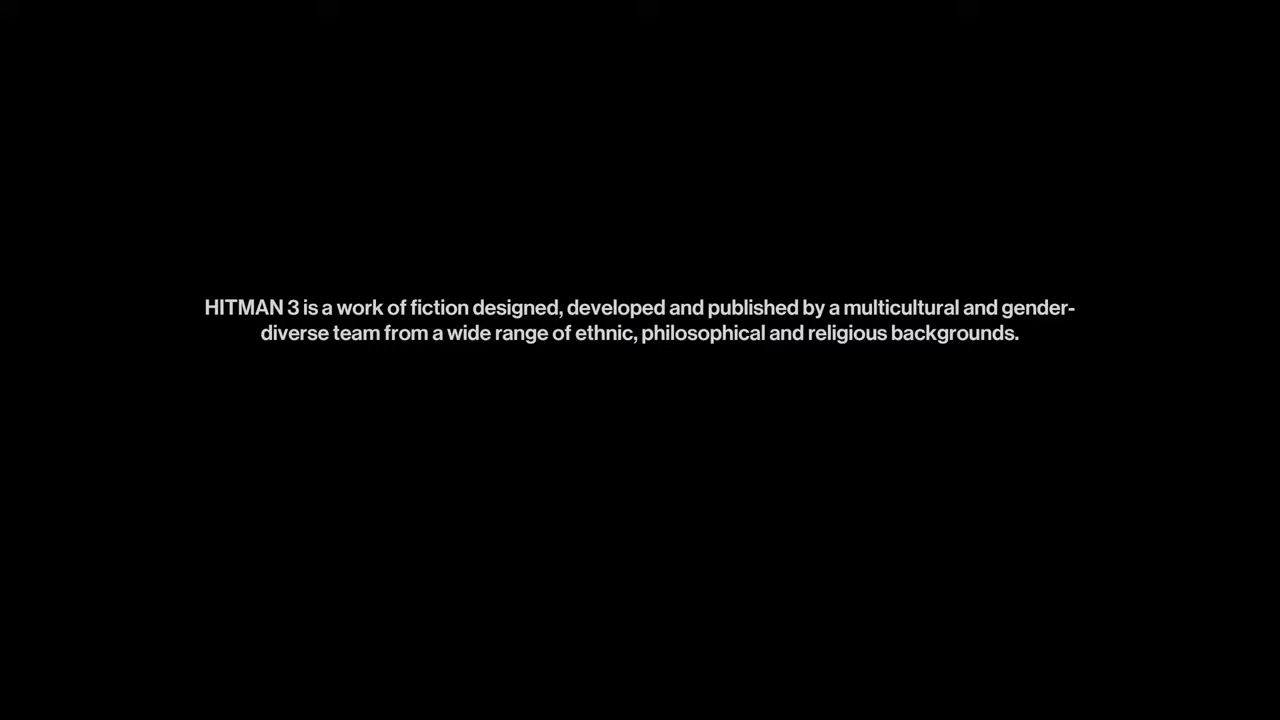 HITMAN 3 is a work of fiction designed, developed and published by a multicultural and gender-
diverse team from a wide range of ethnic, philosophical and religious backgrounds.